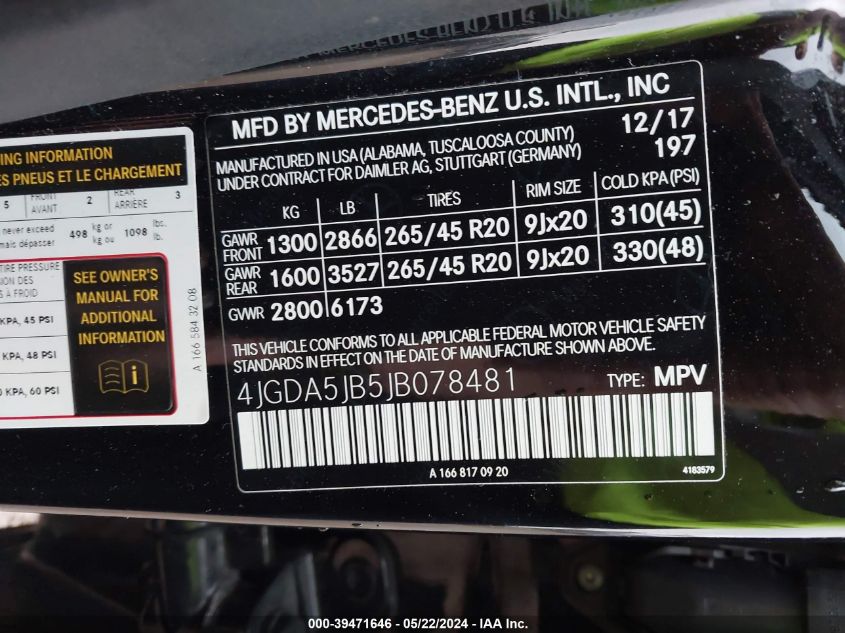 MFD BY MERCEDES-BENZ U.S. INTL., INC
MANUFACTURED IN USA (ALABAMA, TUSCALOOSA COUNTY) 12/17
UNDER CONTRACT FOR DAIMLER AG, STUTTGART (GERMANY) 197
KG LB TIRES RIM SIZE COLD KPA(PSI)
GAWR FRONT 1300 2866 265/45 R20 9Jx20 310(45)
GAWR REAR 1600 3527 265/45 R20 9Jx20 330(48)
GVWR 2800 6173
THIS VEHICLE CONFORMS TO ALL APPLICABLE FEDERAL MOTOR VEHICLE SAFETY
STANDARDS IN EFFECT ON THE DATE OF MANUFACTURE SHOWN ABOVE.
4JGDA5JB5JB078481 TYPE: MPV
A 166 817 09 20 4183579
ING INFORMATION
ES PNEUS ET LE CHARGEMENT
5 FRONT 2 REAR 3
AVANT ARRIÈRE
never exceed 498 kg or 1098 lbs.
mais dépasser kg ou lb.
TIRE PRESSURE
SION DES
S À FROID
KPA, 45 PSI
KPA, 48 PSI
KPA, 60 PSI
SEE OWNER'S
MANUAL FOR
ADDITIONAL
INFORMATION
A 166 584 32 08
000-39471646 - 05/22/2024 - IAA Inc.